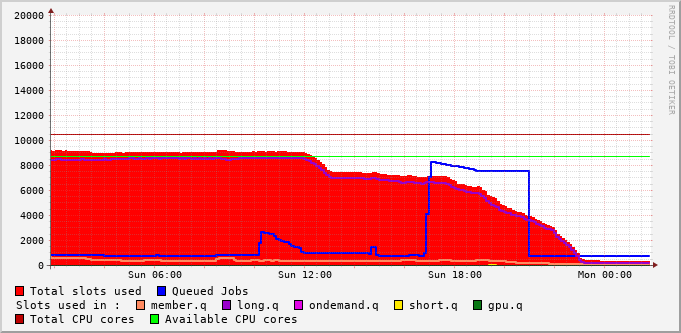 20000
18000
16000
14000
12000
10000
8000
6000
4000
2000
0
Sun 06:00 Sun 12:00 Sun 18:00 Mon 00:00
RRDTOOL / TOBI OETIKER
Total slots used Queued Jobs
Slots used in : member.q long.q ondemand.q short.q gpu.q
Total CPU cores Available CPU cores